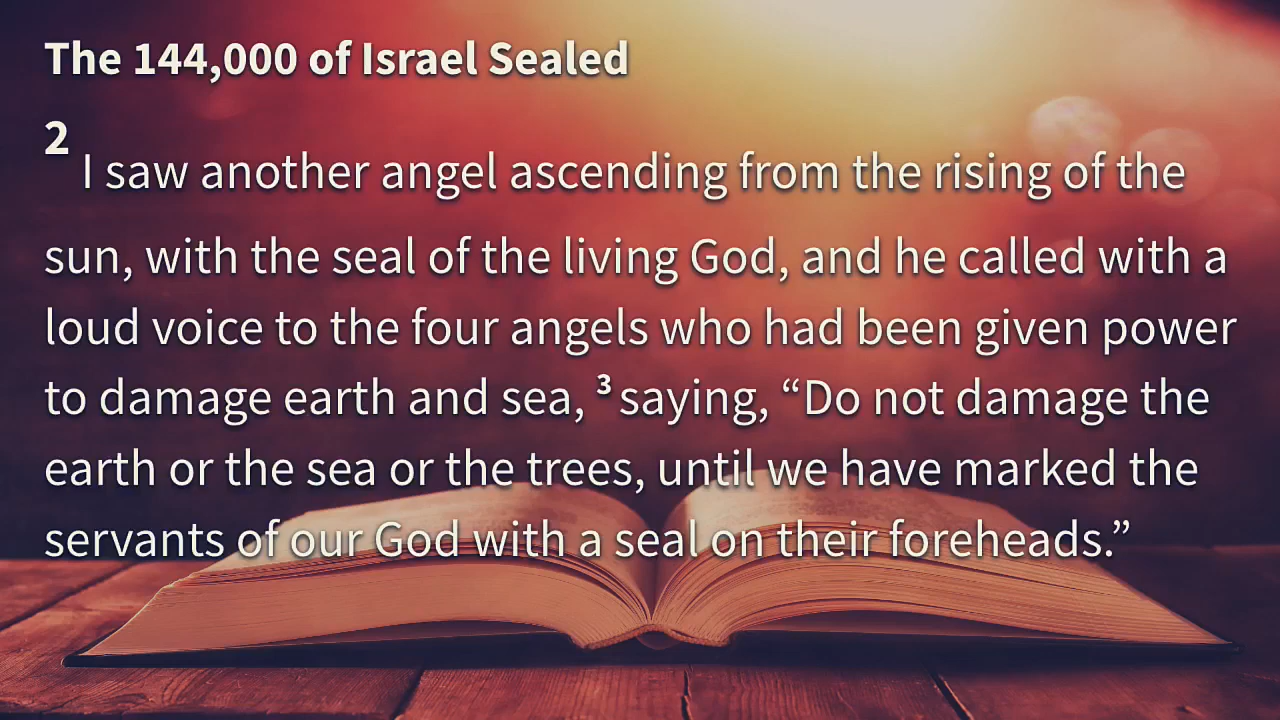 The 144,000 of Israel Sealed
2 I saw another angel ascending from the rising of the
sun, with the seal of the living God, and he called with a
loud voice to the four angels who had been given power
to damage earth and sea, 3 saying, “Do not damage the
earth or the sea or the trees, until we have marked the
servants of our God with a seal on their foreheads.”